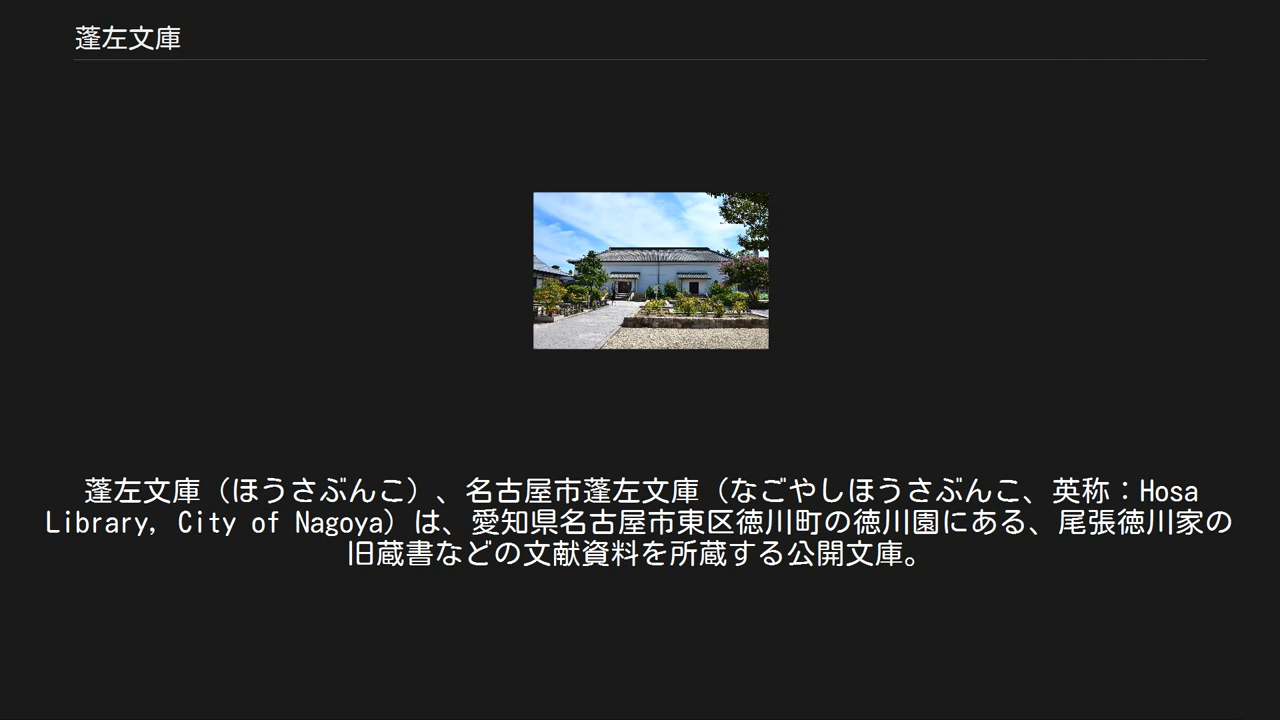 蓬左文庫
蓬左文庫（ほうさぶんこ）、名古屋市蓬左文庫（なごやしほうさぶんこ、英称：Hosa
Library, City of Nagoya）は、愛知県名古屋市東区徳川町の徳川園にある、尾張徳川家の
旧蔵書などの文献資料を所蔵する公開文庫。